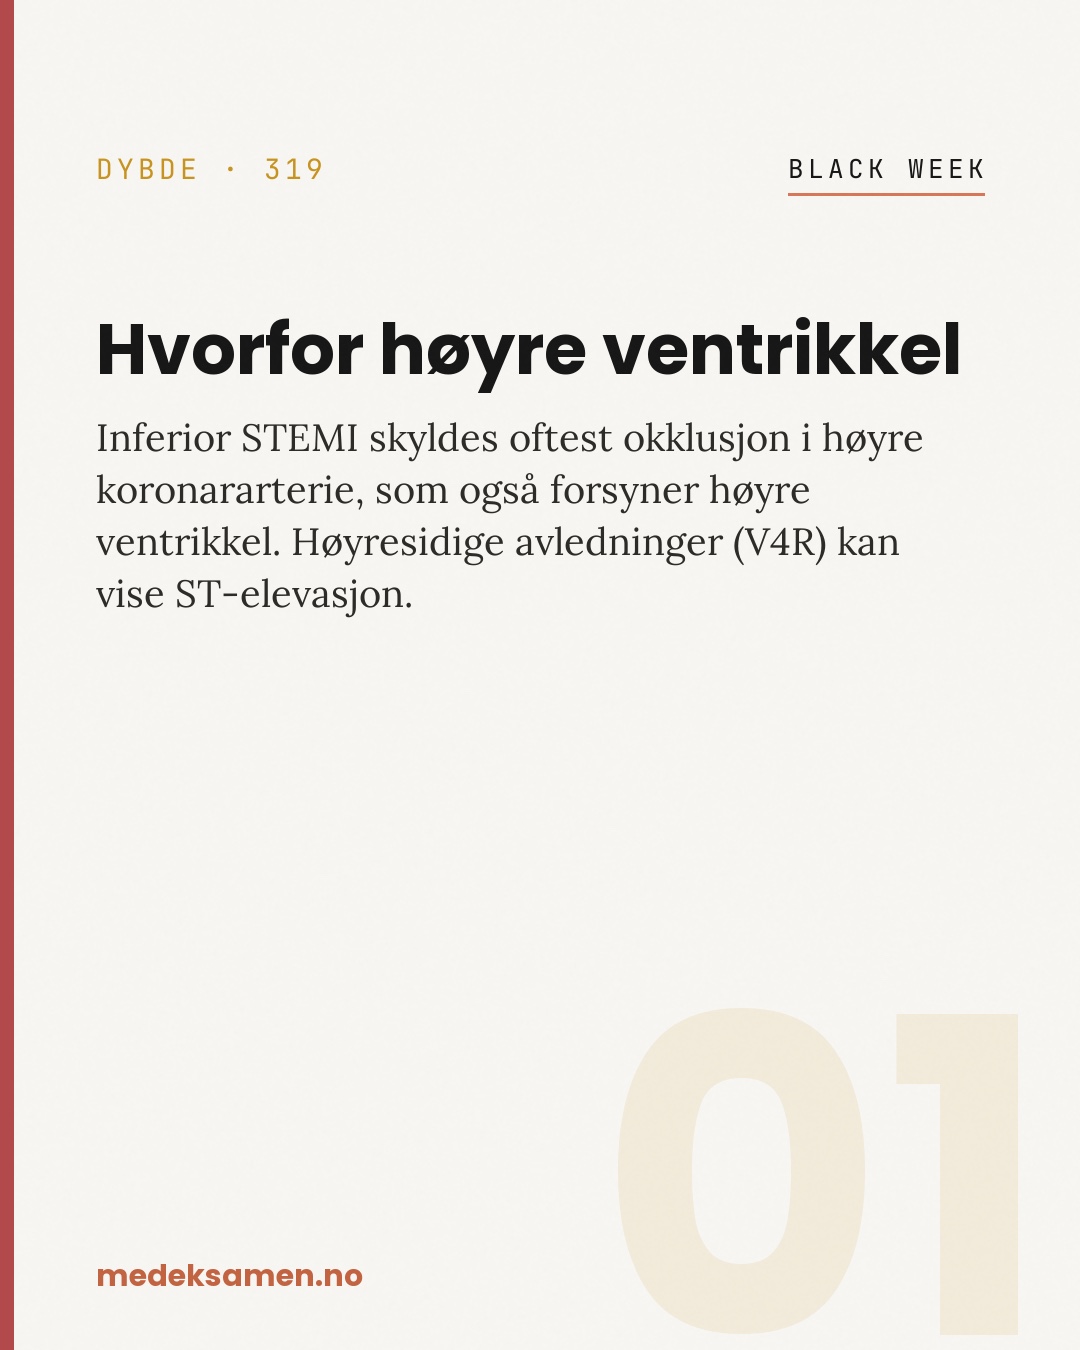 DYBDE · 319
BLACK WEEK
Hvorfor høyre ventrikkel
Inferior STEMI skyldes oftest okklusjon i høyre
koronararterie, som også forsyner høyre
ventrikkel. Høyresidige avledninger (V4R) kan
vise ST-elevasjon.
01
medeksamen.no